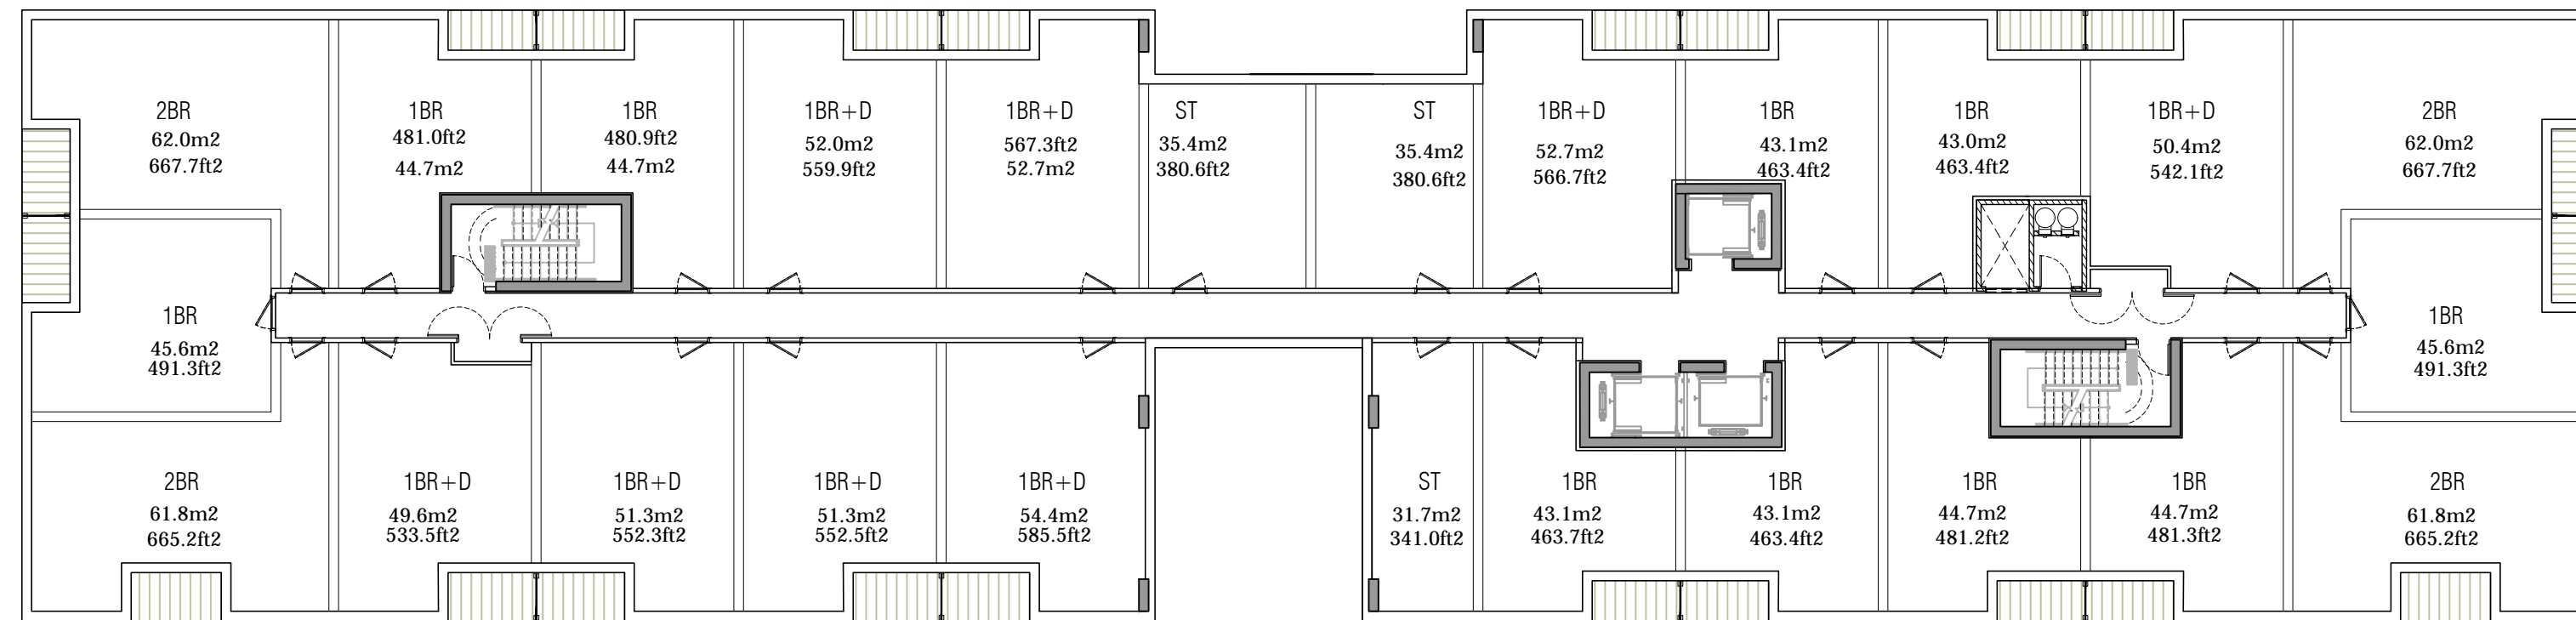 2BR
62.0m2
667.7ft2
1BR
481.0ft2
44.7m2
1BR
480.9ft2
44.7m2
1BR+D
52.0m2
559.9ft2
1BR+D
567.3ft2
52.7m2
ST
35.4m2
380.6ft2
ST
35.4m2
380.6ft2
1BR+D
52.7m2
566.7ft2
1BR
43.1m2
463.4ft2
1BR
43.0m2
463.4ft2
1BR+D
50.4m2
542.1ft2
2BR
62.0m2
667.7ft2
1BR
45.6m2
491.3ft2
1BR
45.6m2
491.3ft2
2BR
61.8m2
665.2ft2
1BR+D
49.6m2
533.5ft2
1BR+D
51.3m2
552.3ft2
1BR+D
51.3m2
552.5ft2
1BR+D
54.4m2
585.5ft2
ST
31.7m2
341.0ft2
1BR
43.1m2
463.7ft2
1BR
43.1m2
463.4ft2
1BR
44.7m2
481.2ft2
1BR
44.7m2
481.3ft2
2BR
61.8m2
665.2ft2